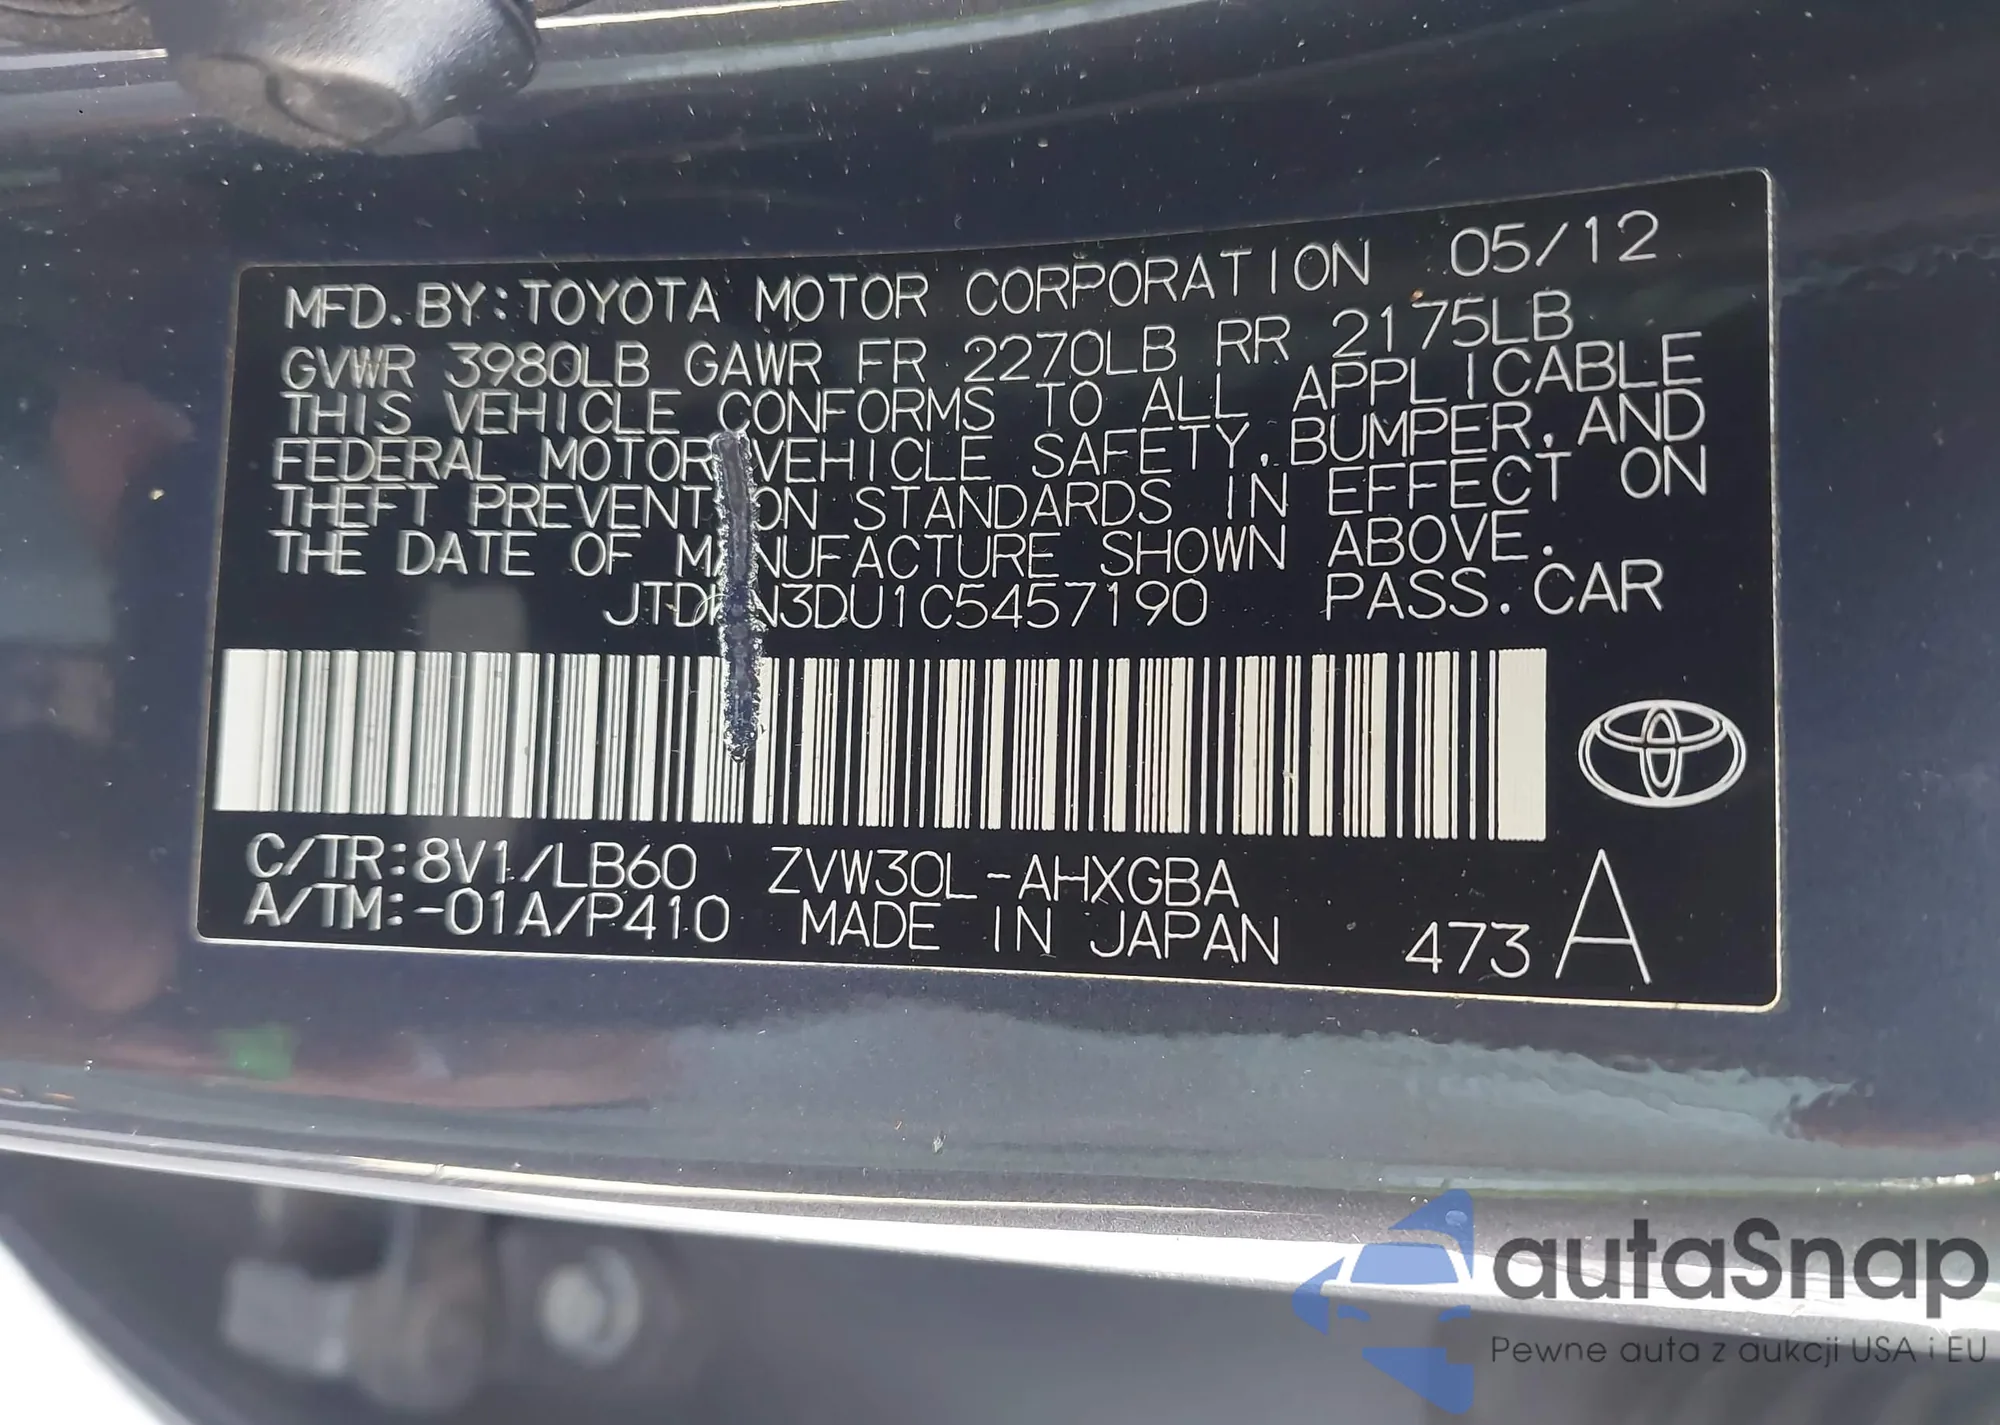 MFD. BY: TOYOTA MOTOR CORPORATION 05/12
GVWR 3980LB GAWR FR 2270LB RR 2175LB
THIS VEHICLE CONFORMS TO ALL APPLICABLE
FEDERAL MOTOR VEHICLE SAFETY, BUMPER, AND
THEFT PREVENTION STANDARDS IN EFFECT ON
THE DATE OF MANUFACTURE SHOWN ABOVE.
PASS. CAR
C/TR: 8V1/LB60 ZVW30L-AHXGBA
A/TM: -01A/P410 MADE IN JAPAN 473 A
autaSnap
Pewne auta z aukcji USA i EU